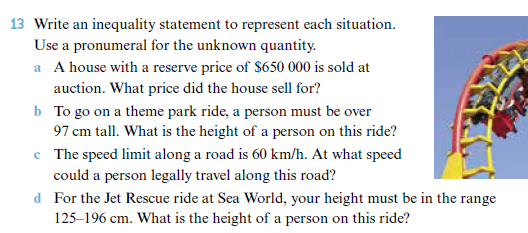 13 Write an inequality statement to represent each situation.
Use a pronumeral for the unknown quantity.
a A house with a reserve price of $650 000 is sold at
auction. What price did the house sell for?
b To go on a theme park ride, a person must be over
97 cm tall. What is the height of a person on this ride?
c The speed limit along a road is 60 km/h. At what speed
could a person legally travel along this road?
d For the Jet Rescue ride at Sea World, your height must be in the range
125–196 cm. What is the height of a person on this ride?